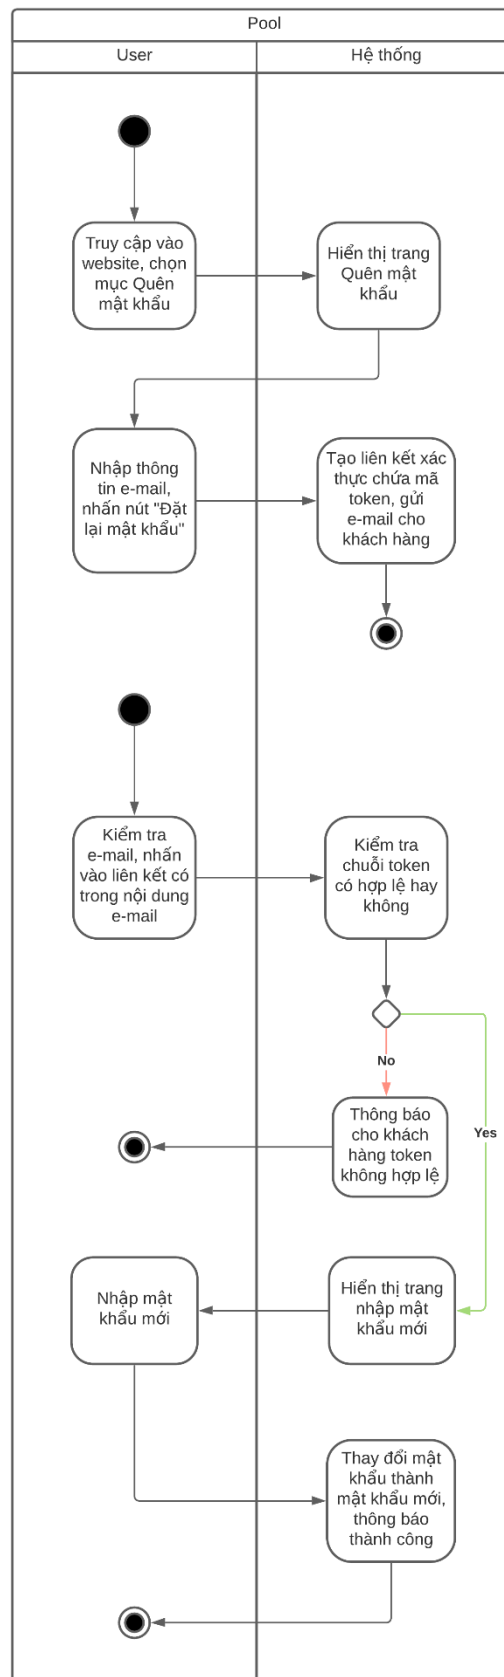 Pool
User
Hệ thống
Truy cập vào
website, chọn
mục Quên
mật khẩu
Hiển thị trang
Quên mật
khẩu
Nhập thông
tin e-mail,
nhấn nút "Đặt
lại mật khẩu"
Tạo liên kết xác
thực chứa mã
token, gửi
e-mail cho
khách hàng
Kiểm tra
e-mail, nhấn
vào liên kết có
trong nội dung
e-mail
Kiểm tra
chuỗi token
có hợp lệ hay
không
No
Yes
Thông báo
cho khách
hàng token
không hợp lệ
Hiển thị trang
nhập mật
khẩu mới
Nhập mật
khẩu mới
Thay đổi mật
khẩu thành
mật khẩu mới,
thông báo
thành công